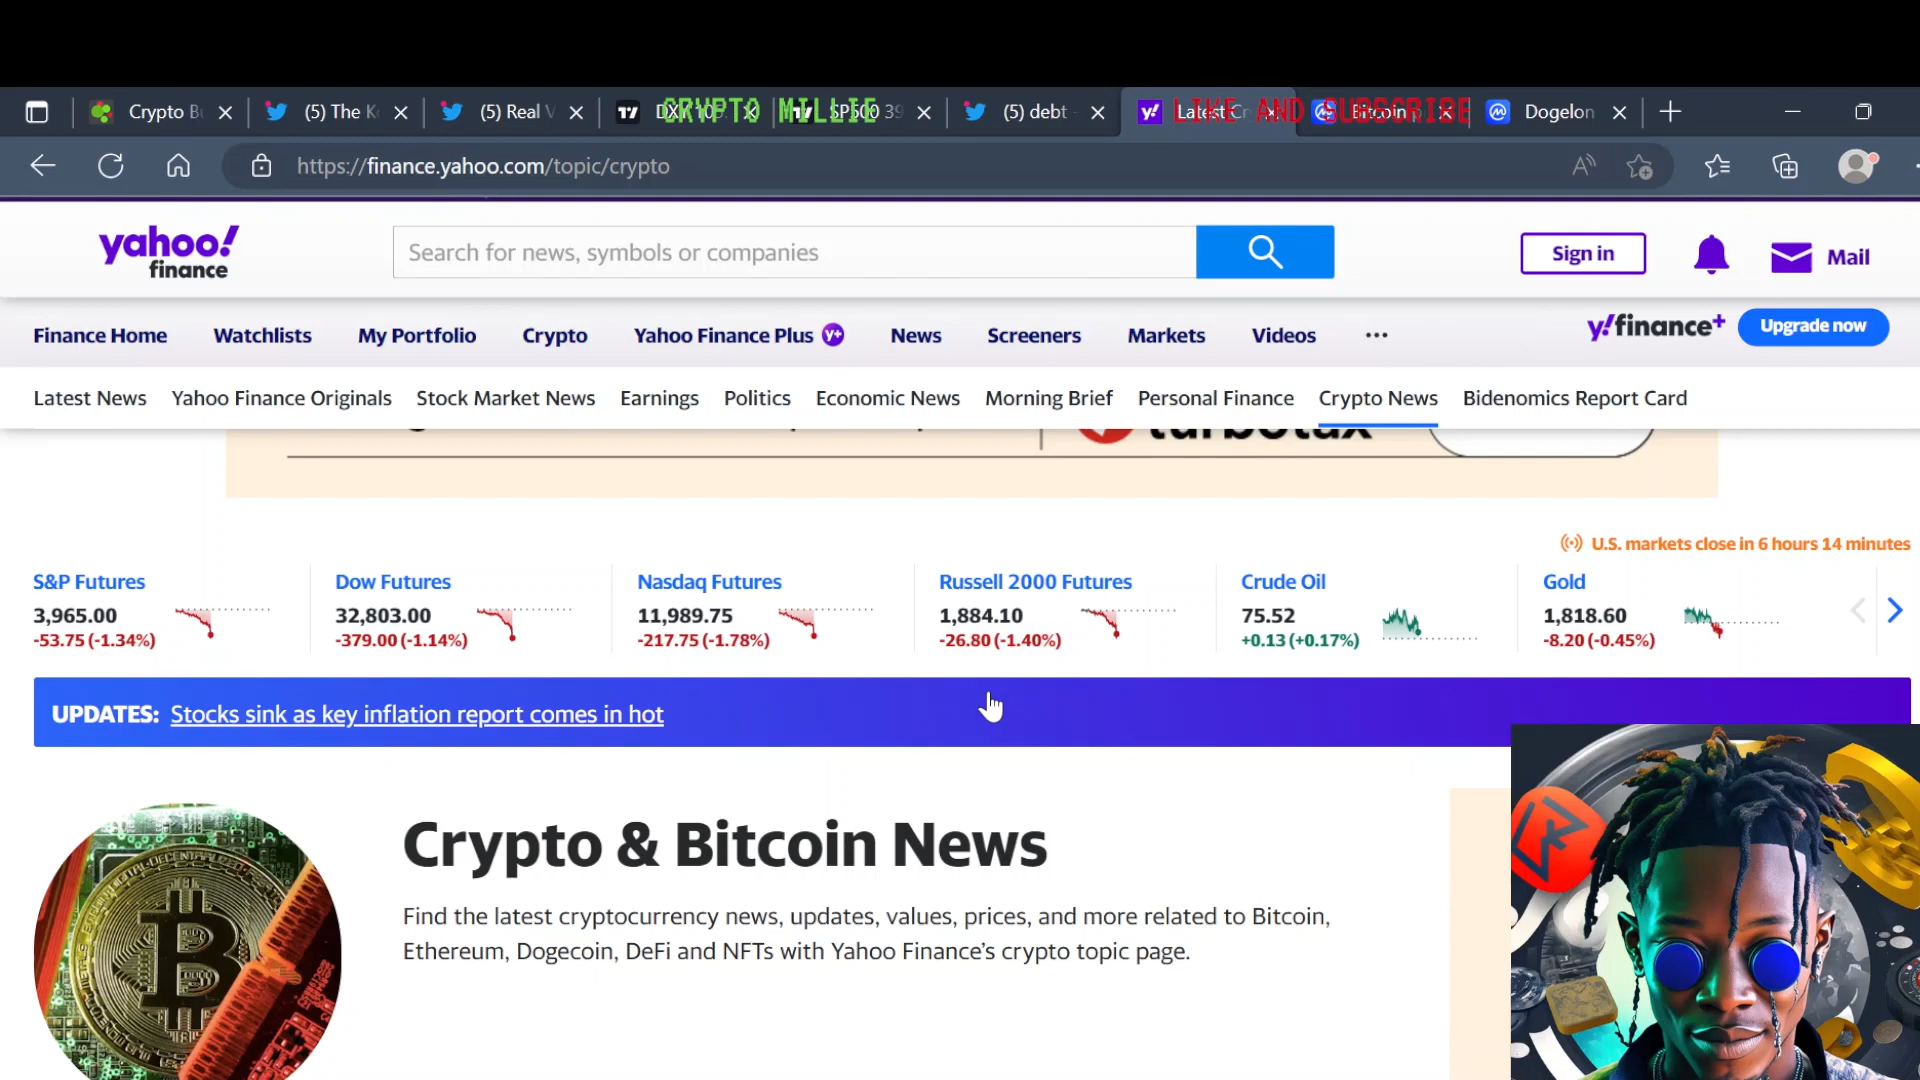 CRYPTO MILLIE LIKE AND SUBSCRIBE
Crypto B (5) The K (5) Real V DX SP500 39 (5) debt Latest Cr Bitcoin Dogelon
https://finance.yahoo.com/topic/crypto
yahoo!
finance
Search for news, symbols or companies
Sign in
Mail
Finance Home Watchlists My Portfolio Crypto Yahoo Finance Plus y+ News Screeners Markets Videos ...
y!finance+ Upgrade now
Latest News Yahoo Finance Originals Stock Market News Earnings Politics Economic News Morning Brief Personal Finance Crypto News Bidenomics Report Card
turbotax
U.S. markets close in 6 hours 14 minutes
S&P Futures
3,965.00
-53.75 (-1.34%)
Dow Futures
32,803.00
-379.00 (-1.14%)
Nasdaq Futures
11,989.75
-217.75 (-1.78%)
Russell 2000 Futures
1,884.10
-26.80 (-1.40%)
Crude Oil
75.52
+0.13 (+0.17%)
Gold
1,818.60
-8.20 (-0.45%)
UPDATES: Stocks sink as key inflation report comes in hot
Crypto & Bitcoin News
Find the latest cryptocurrency news, updates, values, prices, and more related to Bitcoin,
Ethereum, Dogecoin, DeFi and NFTs with Yahoo Finance’s crypto topic page.